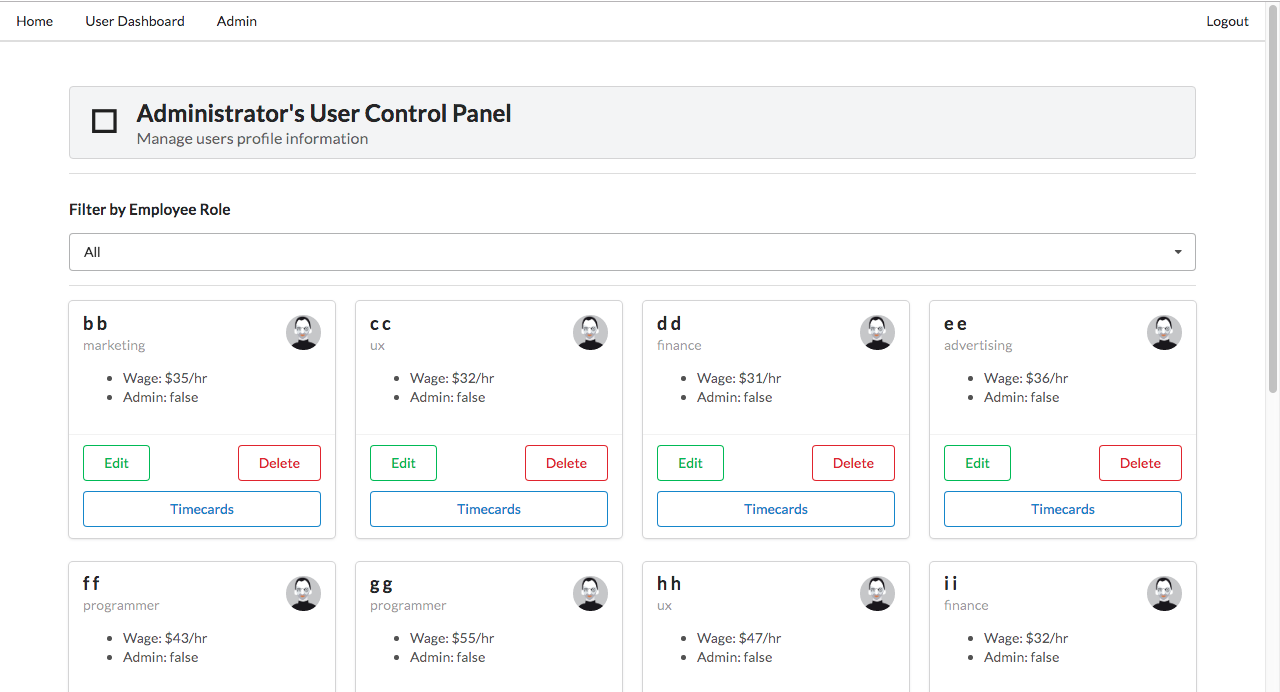 Home User Dashboard Admin Logout
Administrator's User Control Panel
Manage users profile information
Filter by Employee Role
All
b b
marketing
Wage: $35/hr
Admin: false
Edit Delete
Timecards
c c
ux
Wage: $32/hr
Admin: false
Edit Delete
Timecards
d d
finance
Wage: $31/hr
Admin: false
Edit Delete
Timecards
e e
advertising
Wage: $36/hr
Admin: false
Edit Delete
Timecards
f f
programmer
Wage: $43/hr
Admin: false
g g
programmer
Wage: $55/hr
Admin: false
h h
ux
Wage: $47/hr
Admin: false
i i
finance
Wage: $32/hr
Admin: false